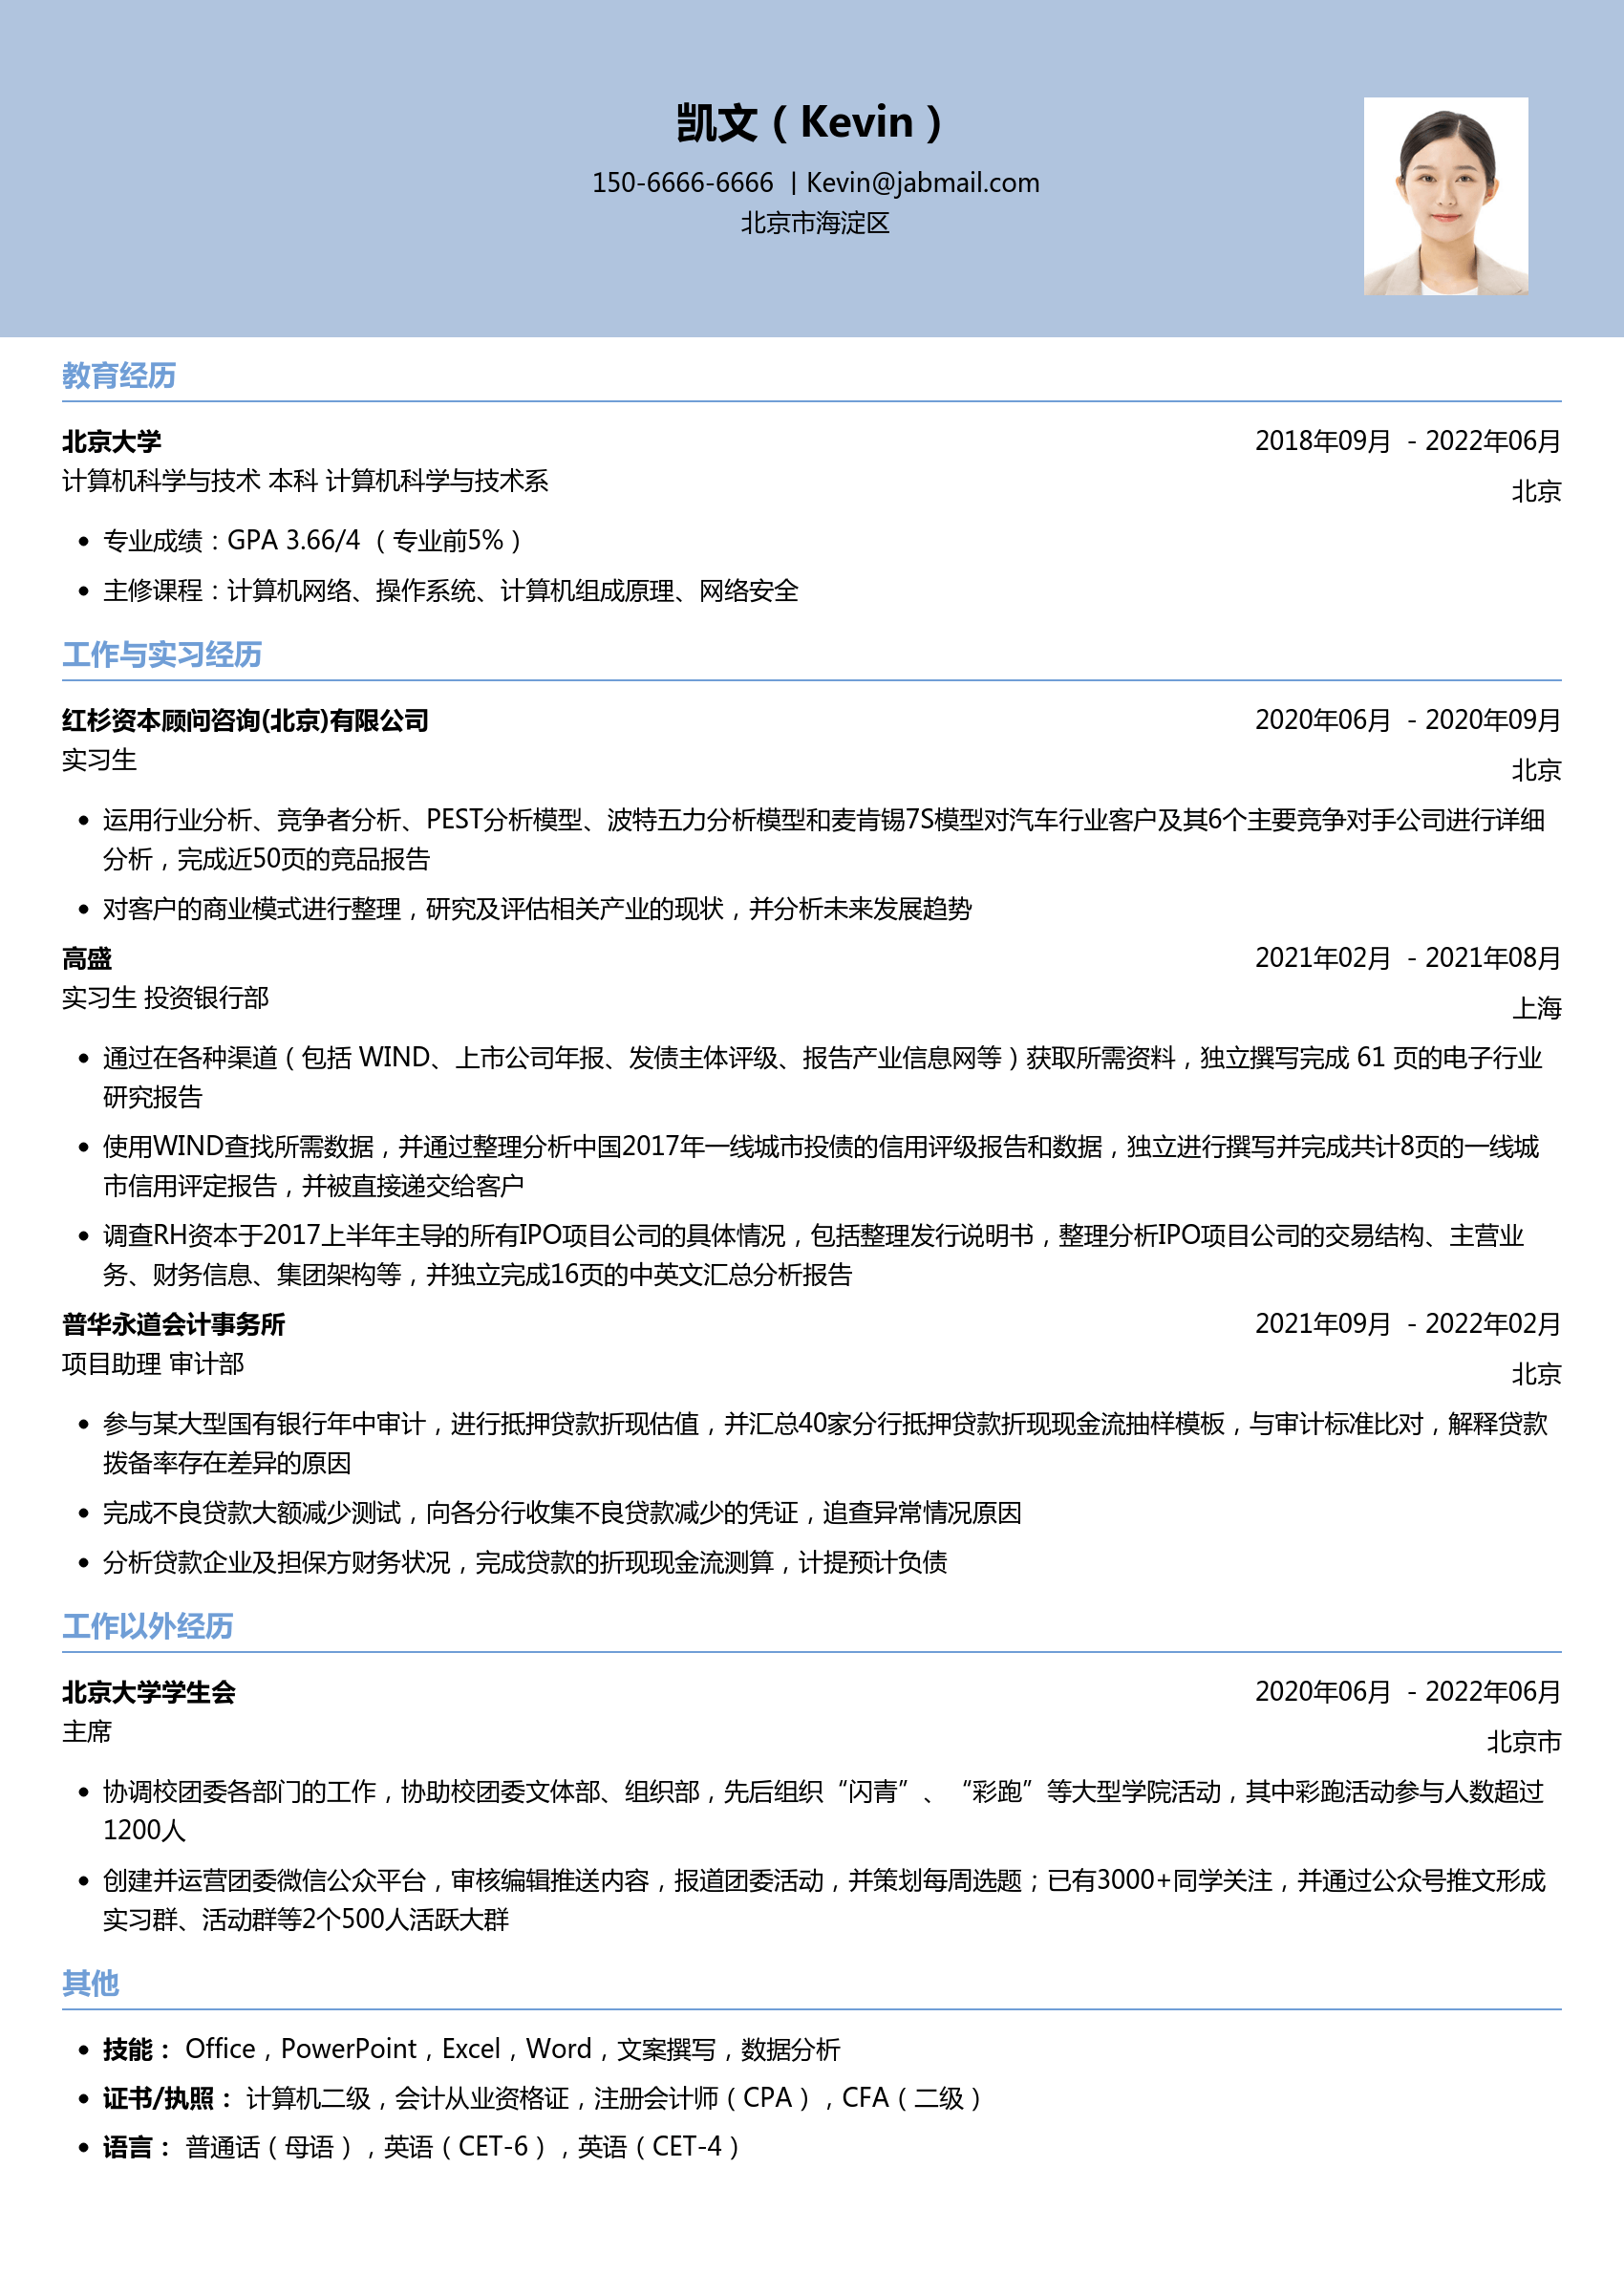 凯文（Kevin）
150-6666-6666 | Kevin@jabmail.com
北京市海淀区
教育经历
北京大学 2018年09月 - 2022年06月
计算机科学与技术 本科 计算机科学与技术系 北京
• 专业成绩：GPA 3.66/4 （专业前5%）
• 主修课程：计算机网络、操作系统、计算机组成原理、网络安全
工作与实习经历
红杉资本顾问咨询(北京)有限公司 2020年06月 - 2020年09月
实习生 北京
• 运用行业分析、竞争者分析、PEST分析模型、波特五力分析模型和麦肯锡7S模型对汽车行业客户及其6个主要竞争对手公司进行详细
分析，完成近50页的竞品报告
• 对客户的商业模式进行整理，研究及评估相关产业的现状，并分析未来发展趋势
高盛 2021年02月 - 2021年08月
实习生 投资银行部 上海
• 通过在各种渠道（包括 WIND、上市公司年报、发债主体评级、报告产业信息网等）获取所需资料，独立撰写完成 61 页的电子行业
研究报告
• 使用WIND查找所需数据，并通过整理分析中国2017年一线城市投债的信用评级报告和数据，独立进行撰写并完成共计8页的一线城
市信用评定报告，并被直接递交给客户
• 调查RH资本于2017上半年主导的所有IPO项目公司的具体情况，包括整理发行说明书，整理分析IPO项目公司的交易结构、主营业
务、财务信息、集团架构等，并独立完成16页的中英文汇总分析报告
普华永道会计事务所 2021年09月 - 2022年02月
项目助理 审计部 北京
• 参与某大型国有银行年中审计，进行抵押贷款折现估值，并汇总40家分行抵押贷款折现现金流抽样模板，与审计标准比对，解释贷款
拨备率存在差异的原因
• 完成不良贷款大额减少测试，向各分行收集不良贷款减少的凭证，追查异常情况原因
• 分析贷款企业及担保方财务状况，完成贷款的折现现金流测算，计提预计负债
工作以外经历
北京大学学生会 2020年06月 - 2022年06月
主席 北京市
• 协调校团委各部门的工作，协助校团委文体部、组织部，先后组织“闪青”、“彩跑”等大型学院活动，其中彩跑活动参与人数超过
1200人
• 创建并运营团委微信公众平台，审核编辑推送内容，报道团委活动，并策划每周选题；已有3000+同学关注，并通过公众号推文形成
实习群、活动群等2个500人活跃大群
其他
• 技能： Office，PowerPoint，Excel，Word，文案撰写，数据分析
• 证书/执照： 计算机二级，会计从业资格证，注册会计师（CPA），CFA（二级）
• 语言： 普通话（母语），英语（CET-6），英语（CET-4）